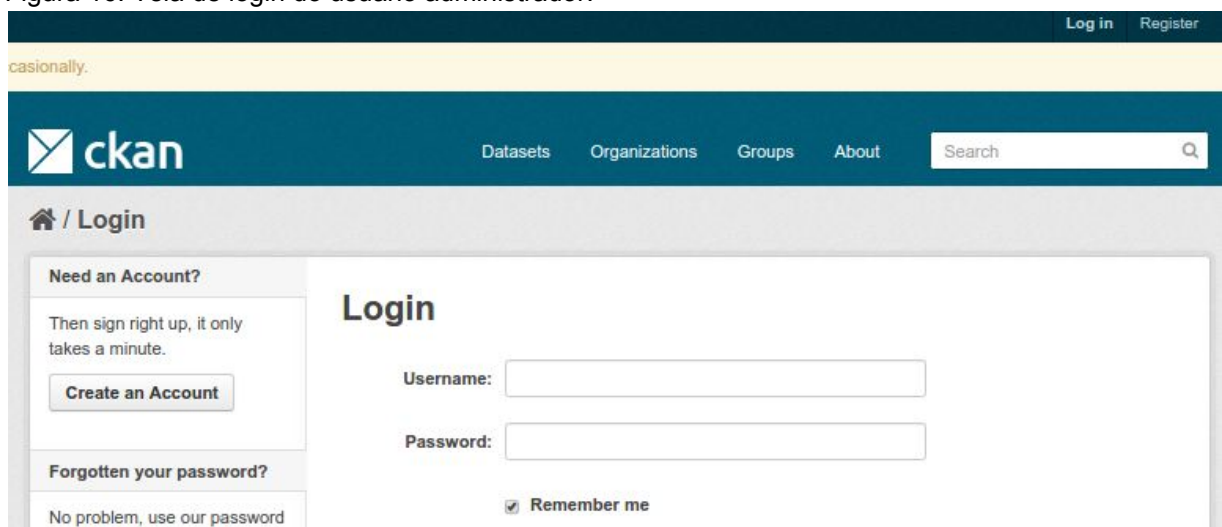 Log in Register
casionally.
ckan
Datasets Organizations Groups About Search
/ Login
Need an Account?
Then sign right up, it only
takes a minute.
Create an Account
Forgotten your password?
No problem, use our password
Login
Username:
Password:
Remember me